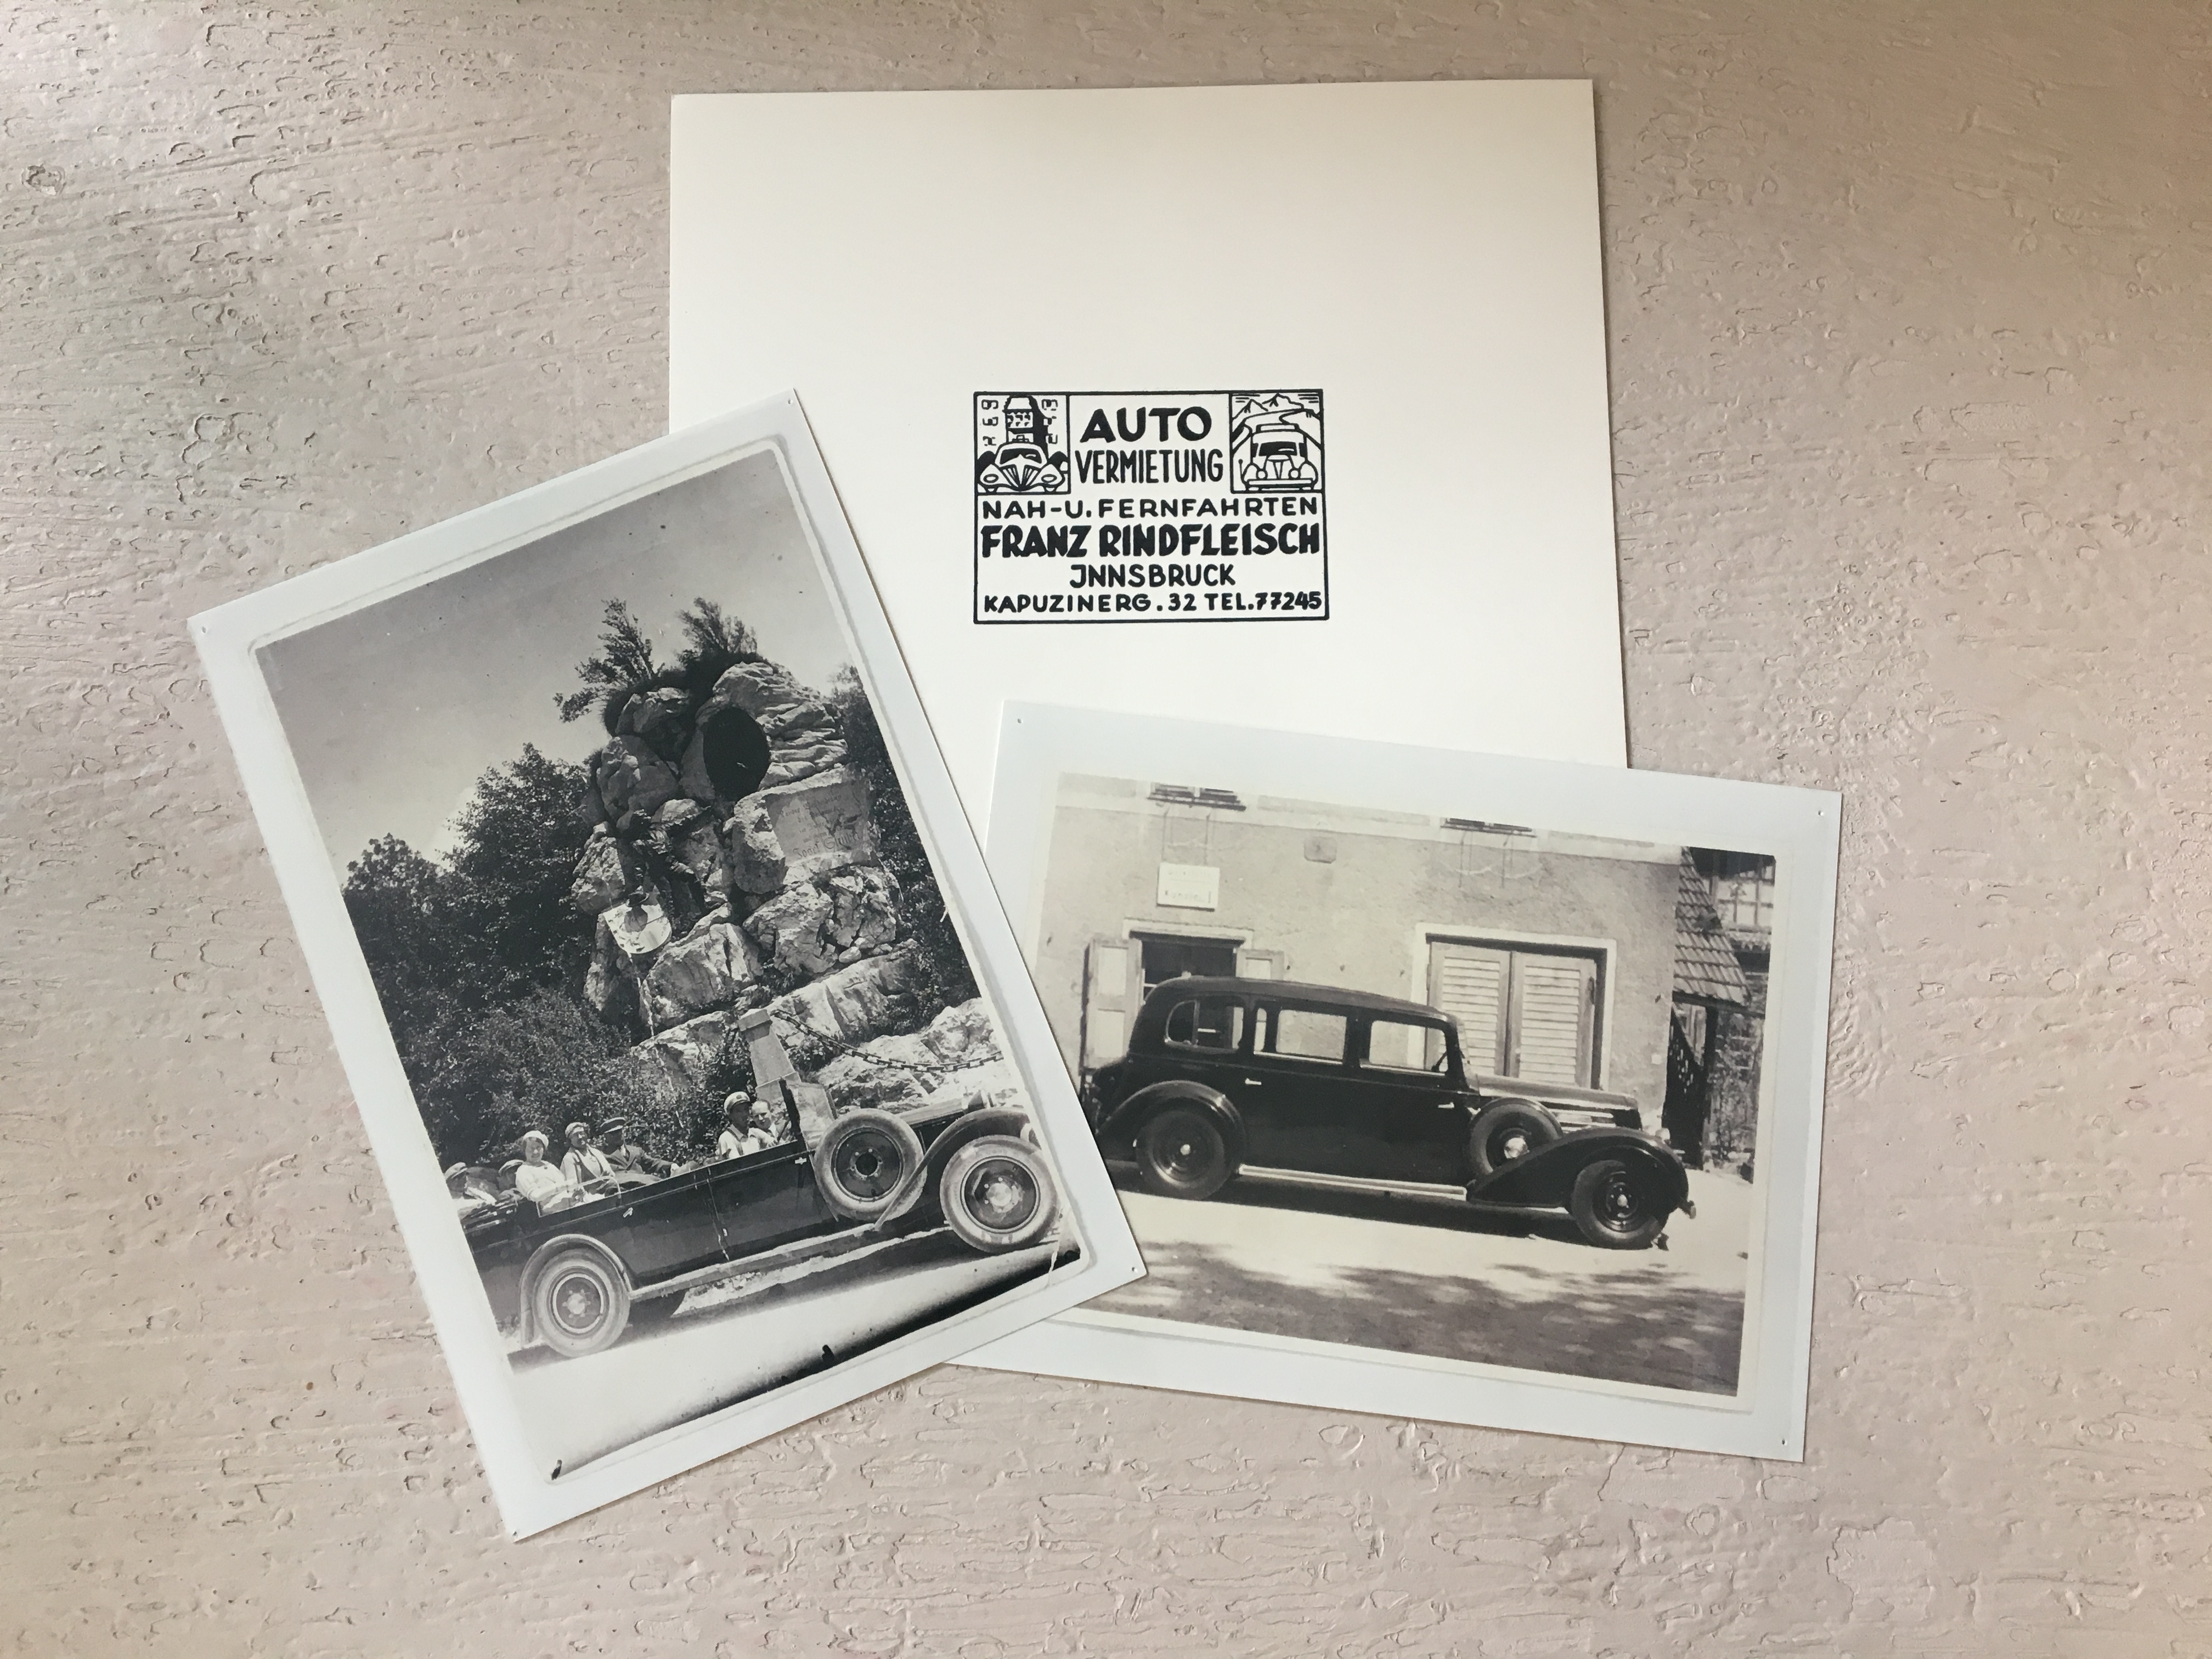 AUTO
VERMIETUNG
NAH-U. FERNFAHRTEN
FRANZ RINDFLEISCH
JNNSBRUCK
KAPUZINERG. 32 TEL. 77245